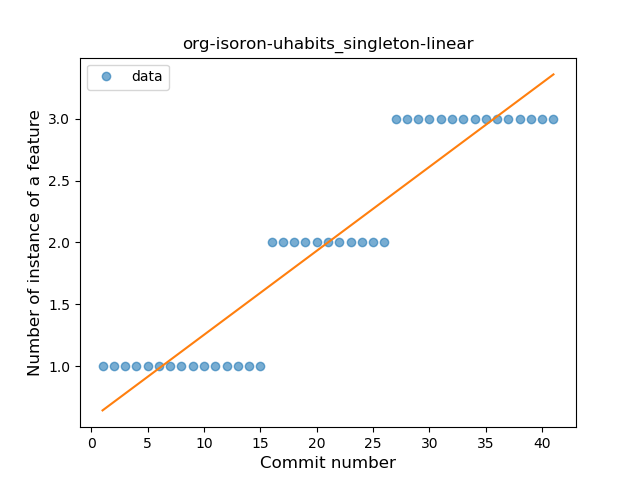 org-isoron-uhabits_singleton-linear
data
Number of instance of a feature
3.0
2.5
2.0
1.5
1.0
0 5 10 15 20 25 30 35 40
Commit number